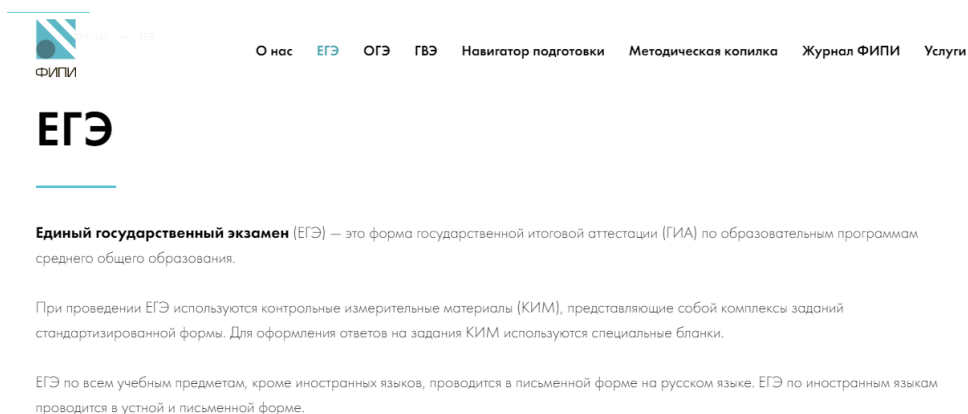 ФИПИ
О нас ЕГЭ ОГЭ ГВЭ Навигатор подготовки Методическая копилка Журнал ФИПИ Услуги
ЕГЭ
Единый государственный экзамен (ЕГЭ) — это форма государственной итоговой аттестации (ГИА) по образовательным программам
среднего общего образования.
При проведении ЕГЭ используются контрольные измерительные материалы (КИМ), представляющие собой комплексы заданий
стандартизированной формы. Для оформления ответов на задания КИМ используются специальные бланки.
ЕГЭ по всем учебным предметам, кроме иностранных языков, проводится в письменной форме на русском языке. ЕГЭ по иностранным языкам
проводится в устной и письменной форме.